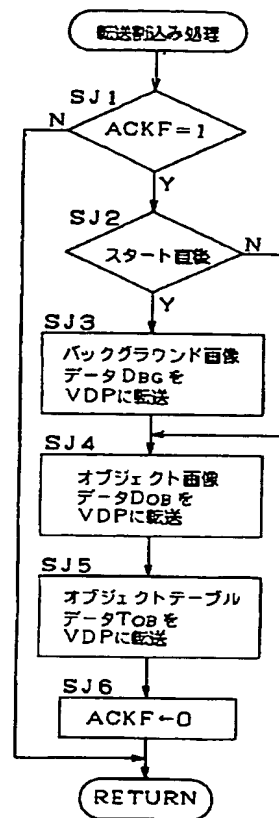 転送割込み処理
SJ1
N
ACKF=1
Y
SJ2
スタート直後
N
Y
SJ3
バックグラウンド画像
データDBGを
VDPに転送
SJ4
オブジェクト画像
データDOBを
VDPに転送
SJ5
オブジェクトテーブル
データTOBを
VDPに転送
SJ6
ACKF←0
RETURN